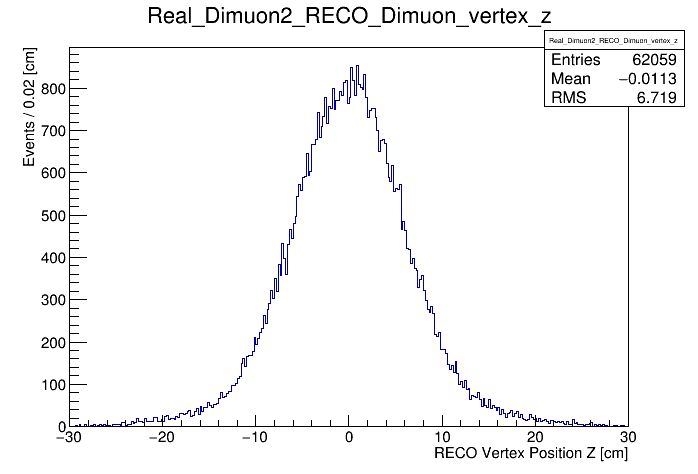 Real_Dimuon2_RECO_Dimuon_vertex_z
Real_Dimuon2_RECO_Dimuon_vertex_z
Entries 62059
Mean −0.0113
RMS 6.719
Events / 0.02 [cm]
800
700
600
500
400
300
200
100
0
−30 −20 −10 0 10 20 30
RECO Vertex Position Z [cm]